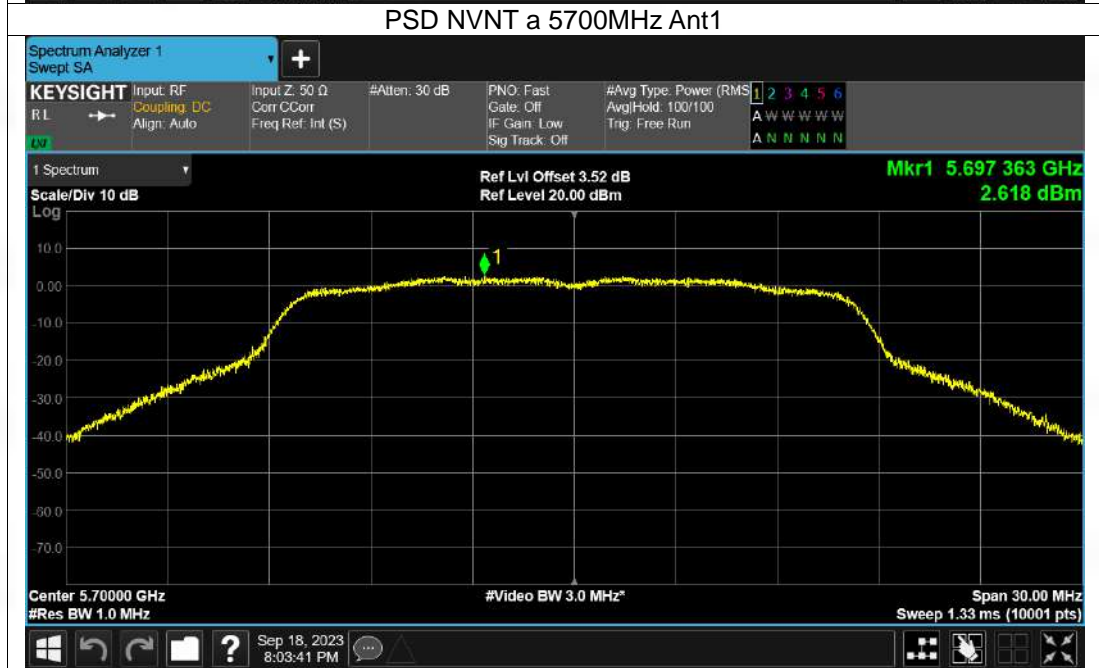 PSD NVNT a 5700MHz Ant1
Spectrum Analyzer 1
Swept SA
+
KEYSIGHT
R L
Input: RF
Coupling: DC
Align: Auto
Input Z: 50 Ω
Corr CCorr
Freq Ref: Int (S)
#Atten: 30 dB
PNO: Fast
Gate: Off
IF Gain: Low
Sig Track: Off
#Avg Type: Power (RMS
Avg|Hold: 100/100
Trig: Free Run
1 2 3 4 5 6
A W W W W W
A N N N N N
1 Spectrum
Scale/Div 10 dB
Log
Ref Lvl Offset 3.52 dB
Ref Level 20.00 dBm
Mkr1 5.697 363 GHz
2.618 dBm
1
10.0
0.00
-10.0
-20.0
-30.0
-40.0
-50.0
-60.0
-70.0
Center 5.70000 GHz
#Res BW 1.0 MHz
#Video BW 3.0 MHz*
Span 30.00 MHz
Sweep 1.33 ms (10001 pts)
?
Sep 18, 2023
8:03:41 PM